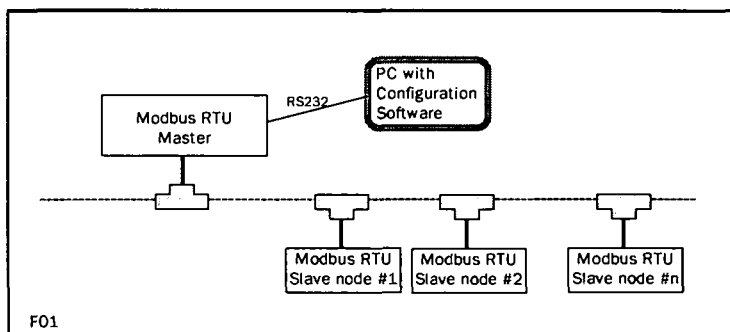 PC with
Configuration
Software
RS232
Modbus RTU
Master
Modbus RTU
Slave node #1
Modbus RTU
Slave node #2
Modbus RTU
Slave node #n
F01